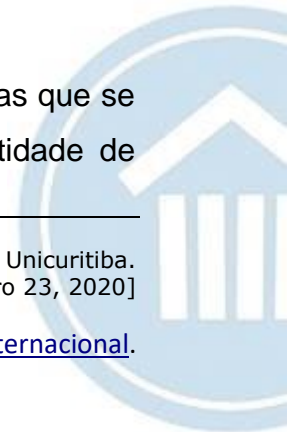 as que se
tidade de
Unicuritiba.
ro 23, 2020]
ternacional.